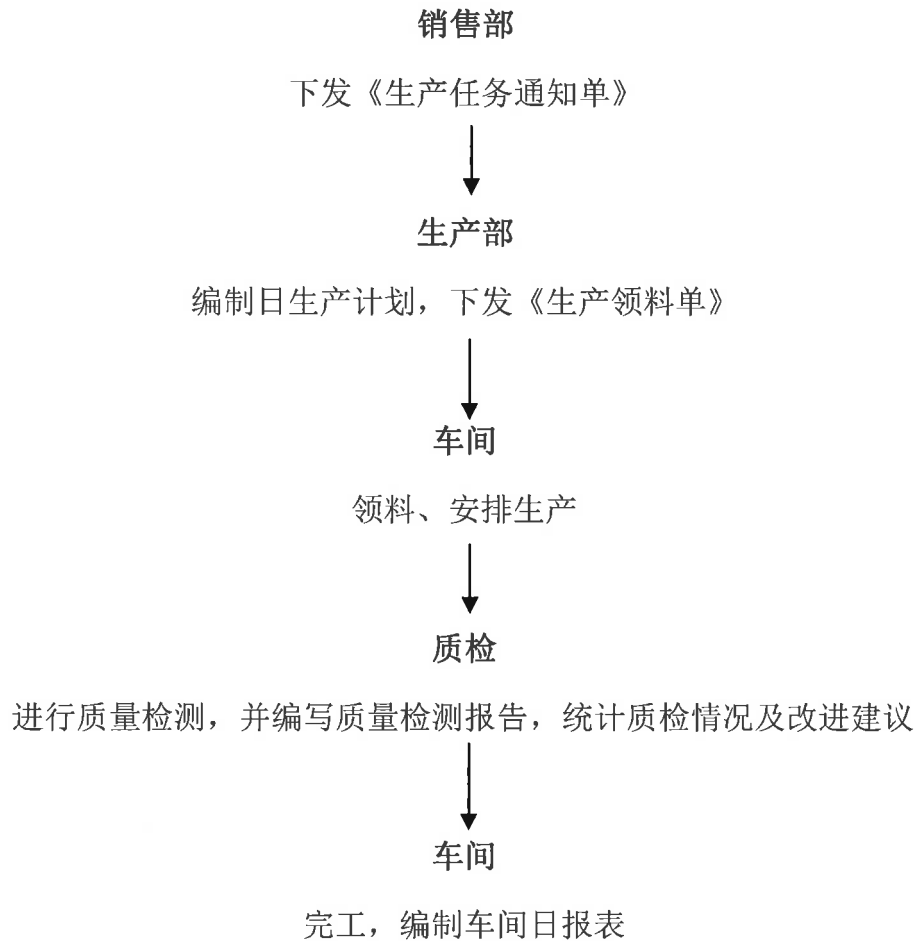 销售部
下发《生产任务通知单》
生产部
编制日生产计划，下发《生产领料单》
车间
领料、安排生产
质检
进行质量检测，并编写质量检测报告，统计质检情况及改进建议
车间
完工，编制车间日报表